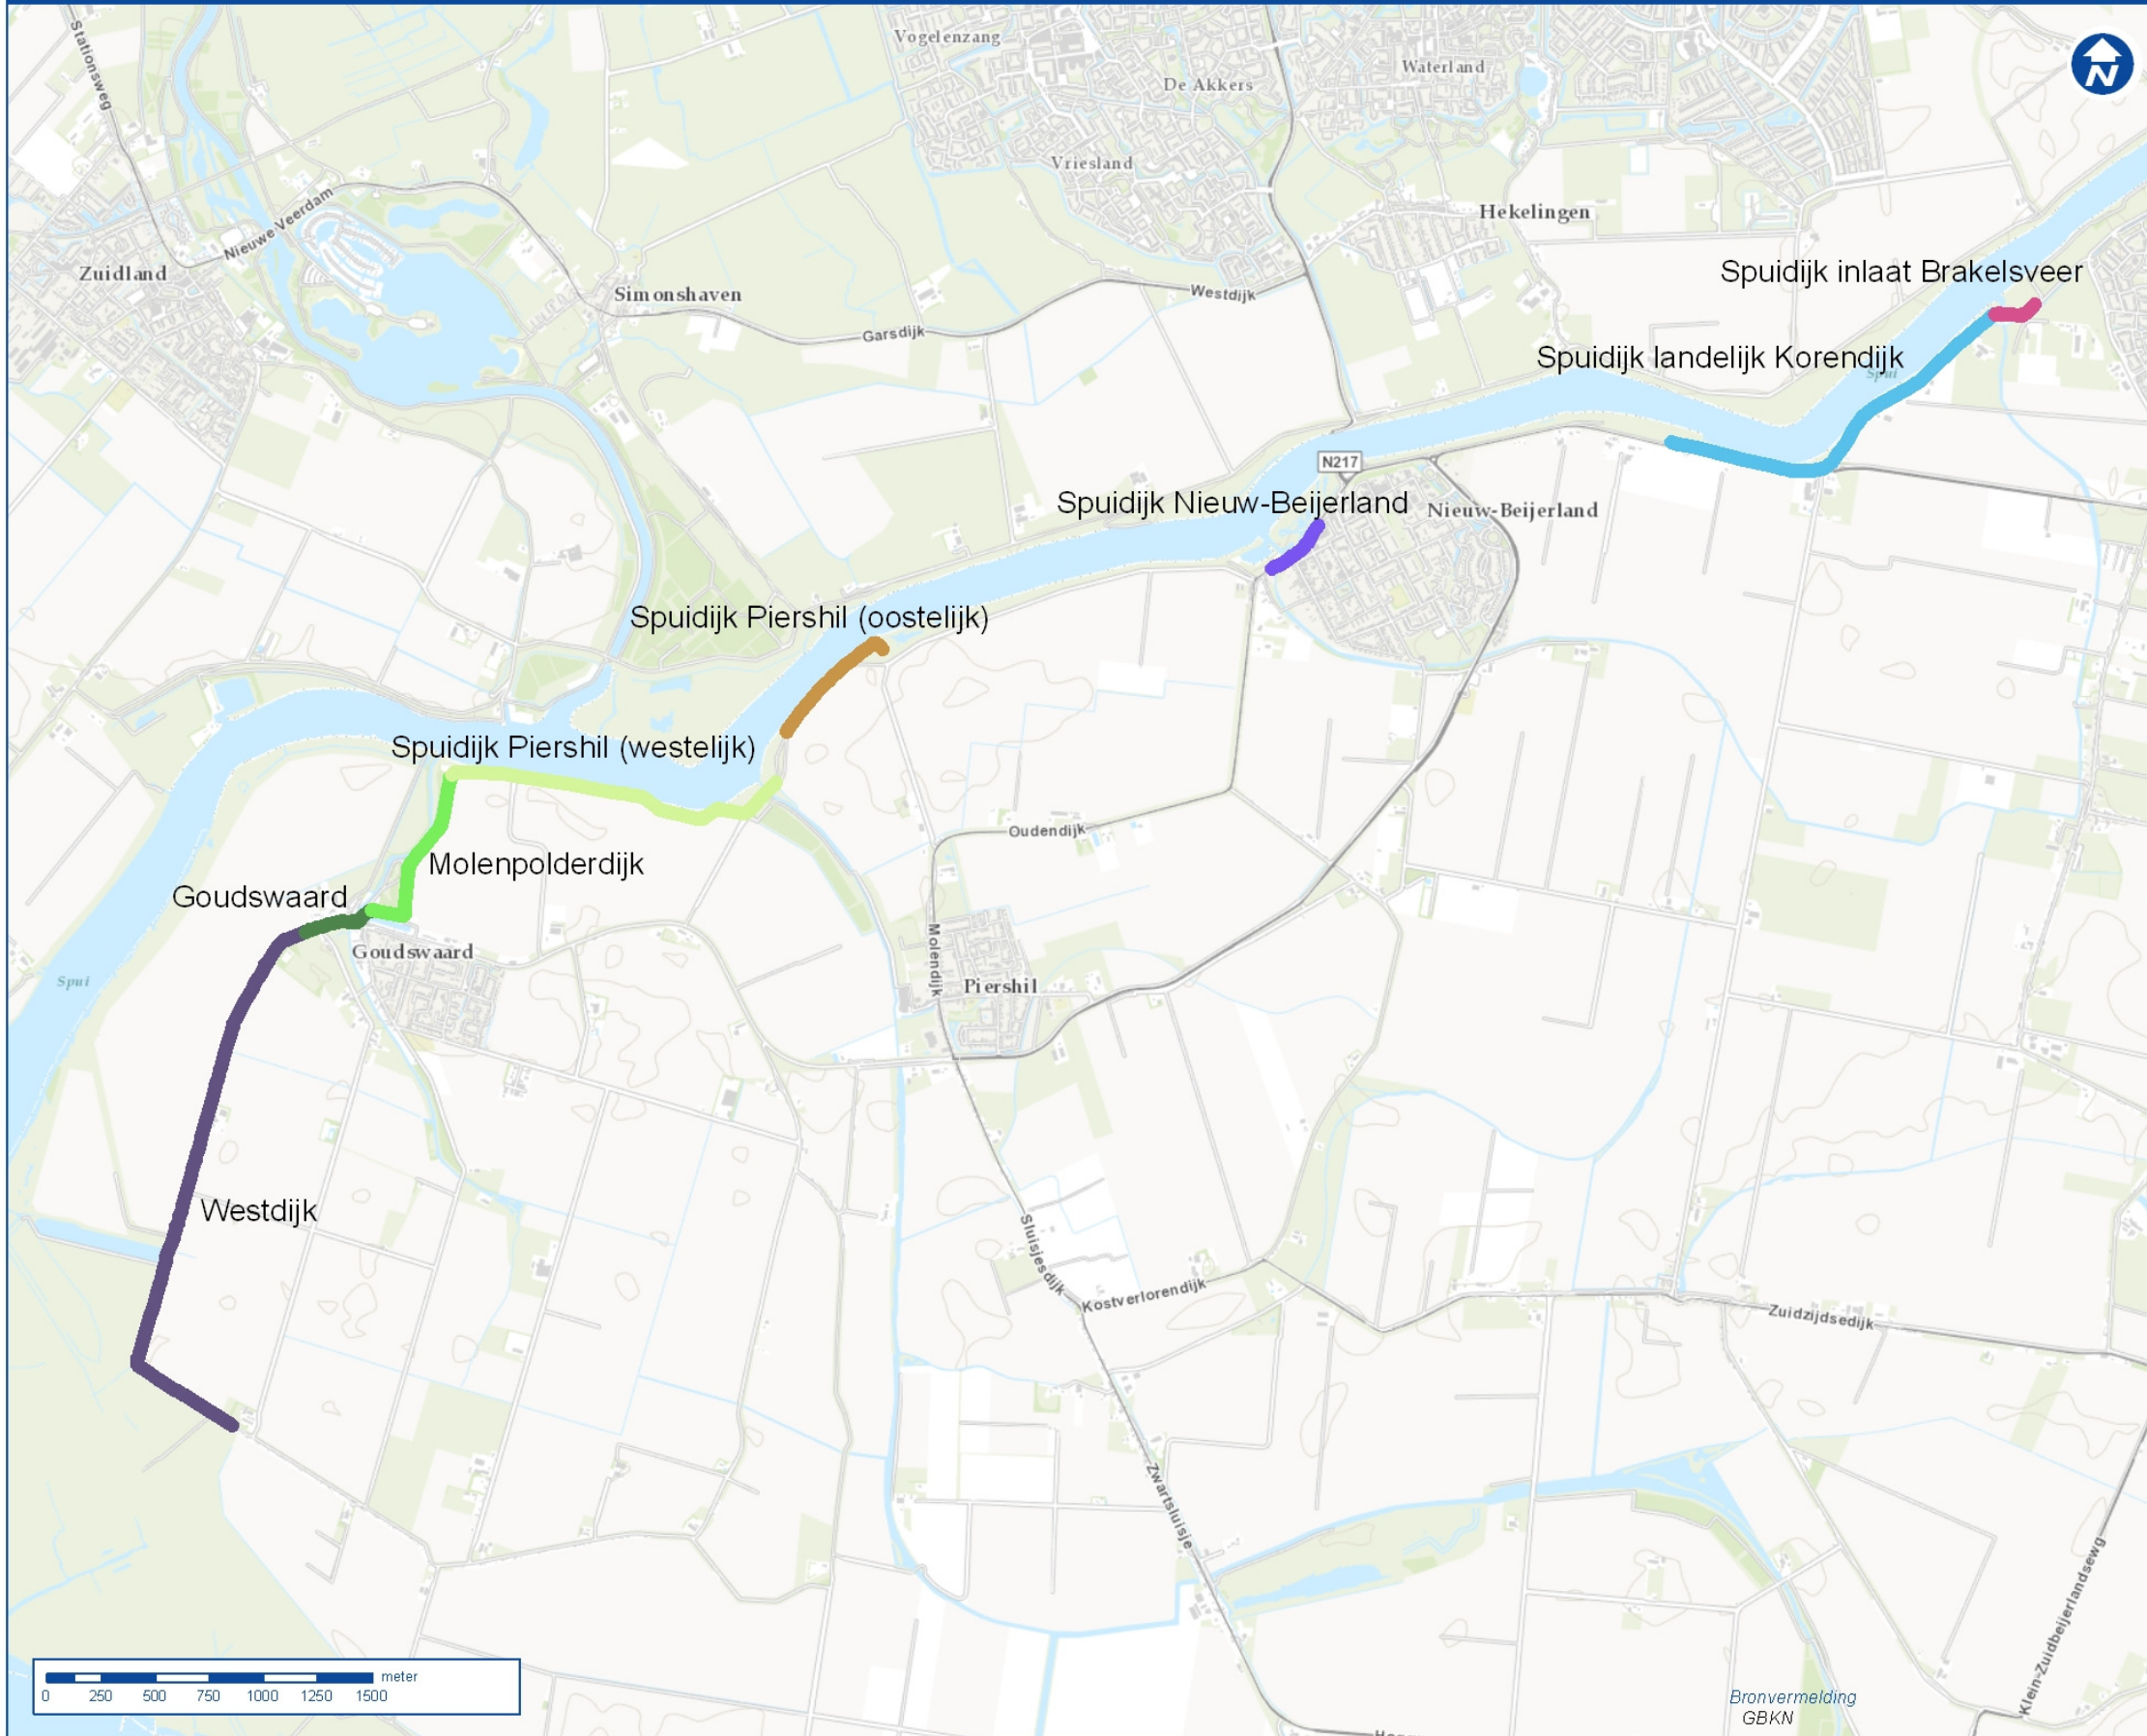 Stationsweg
Vogelenzang
De Akkers
Waterland
N
Vriesland
Nieuwe Veerdam
Hekelingen
Zuidland
Simonshaven
Westdijk
Spuidijk inlaat Brakelsveer
Garsdijk
Spuidijk landelijk Korendijk
Spui
N217
Spuidijk Nieuw-Beijerland
Nieuw-Beijerland
Spuidijk Piershil (oostelijk)
Spuidijk Piershil (westelijk)
Oudendijk
Molenpolderdijk
Goudswaard
Goudswaard
Molendijk
Spui
Piershil
Westdijk
Sluisjesdijk
Kostverlorendijk
Zuidzijdsedijk
Zwartsluisje
Klein-Zuidbeijerlandsewg
meter
0 250 500 750 1000 1250 1500
Bronvermelding
GBKN